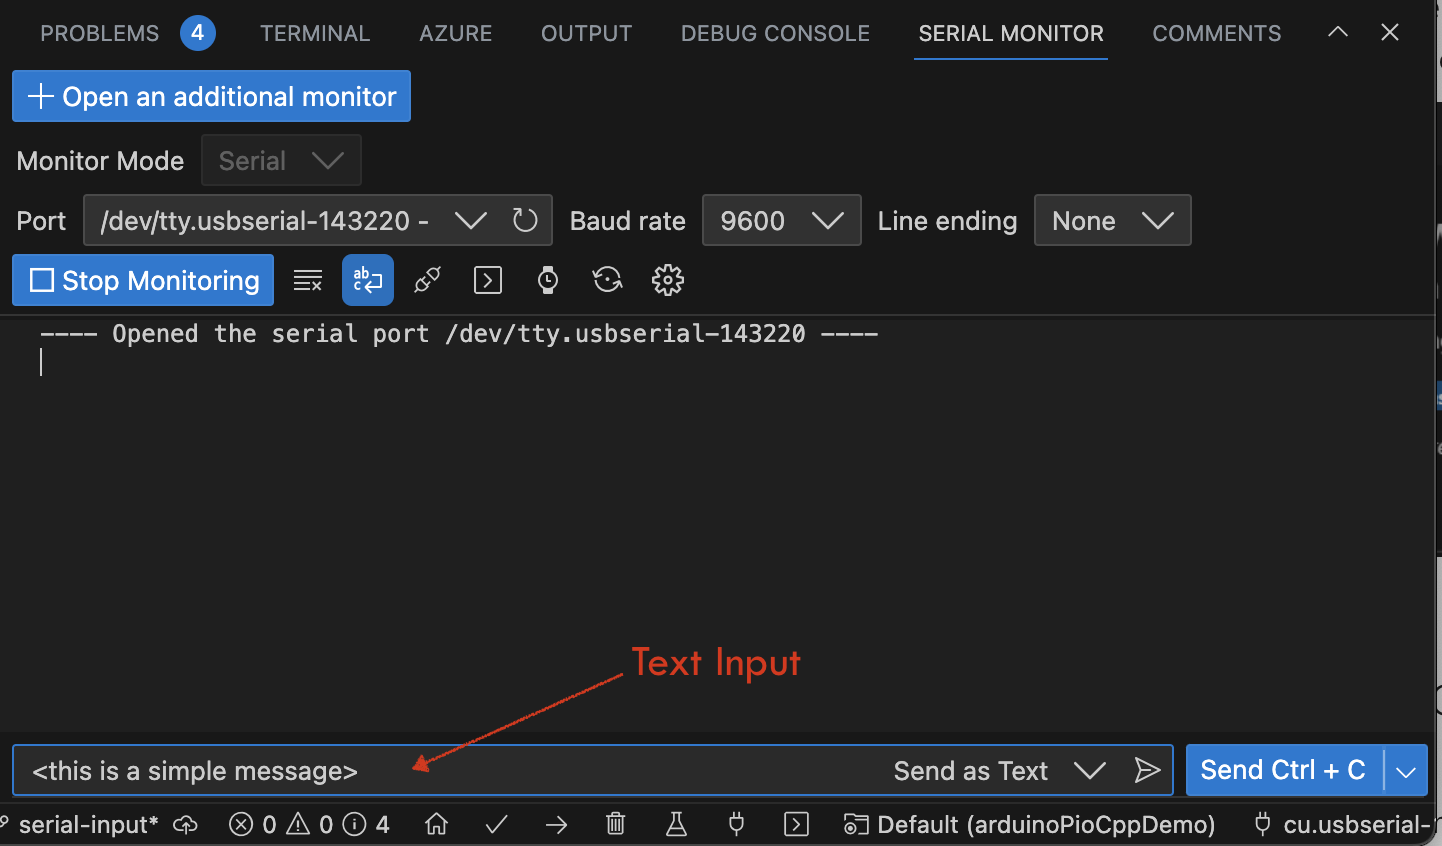 PROBLEMS 4 TERMINAL AZURE OUTPUT DEBUG CONSOLE SERIAL MONITOR COMMENTS
Open an additional monitor
Monitor Mode Serial
Port /dev/tty.usbserial-143220 - Baud rate 9600 Line ending None
Stop Monitoring
---- Opened the serial port /dev/tty.usbserial-143220 ----
Text Input
<this is a simple message> Send as Text Send Ctrl + C
serial-input* 0 0 4 Default (arduinoPioCppDemo) cu.usbserial-